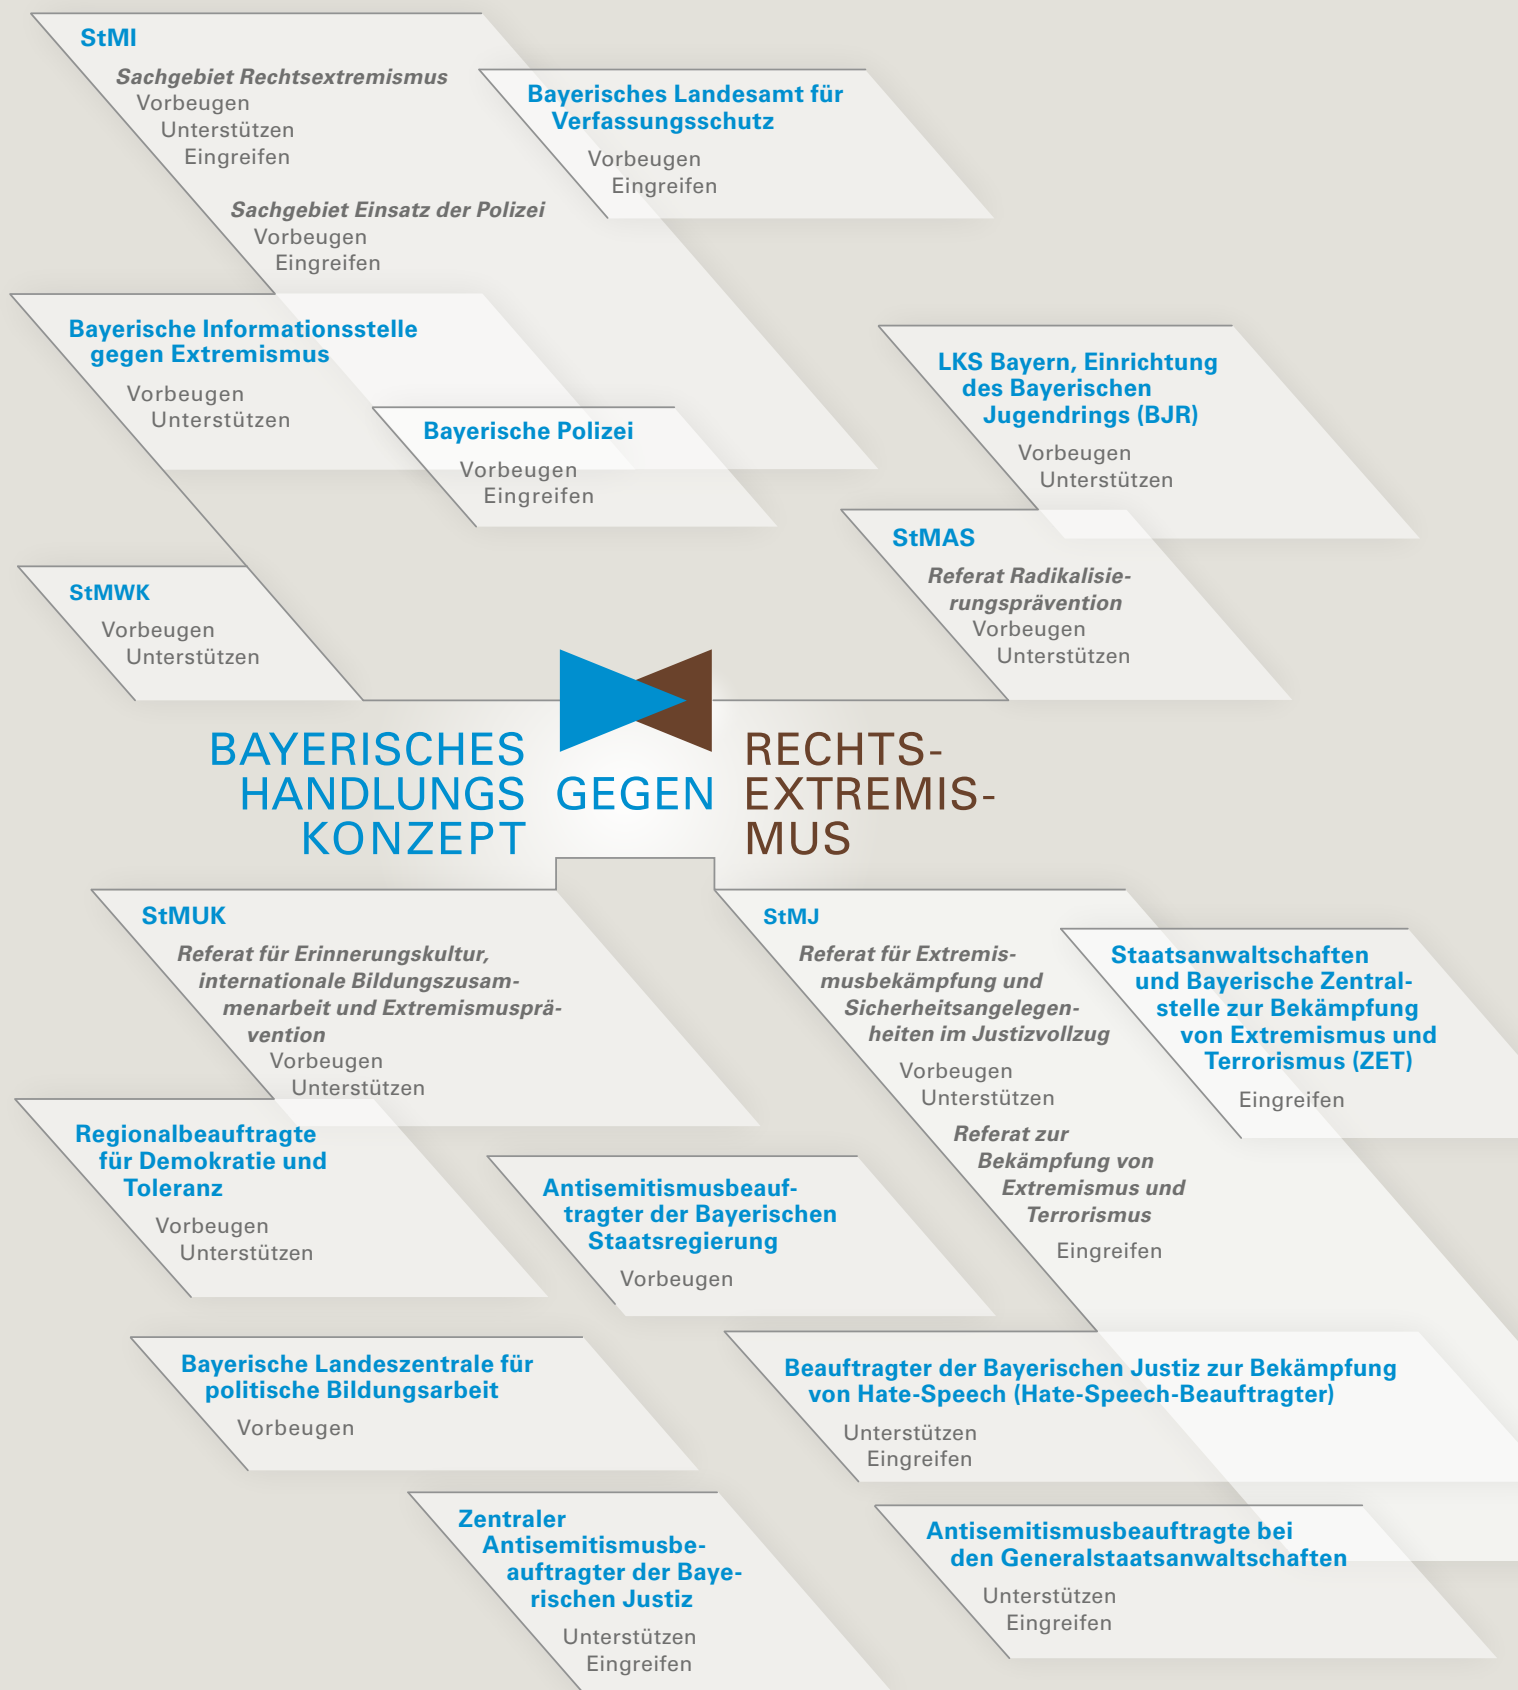 StMI
Sachgebiet Rechtsextremismus
Vorbeugen
Unterstützen
Eingreifen
Sachgebiet Einsatz der Polizei
Vorbeugen
Eingreifen
Bayerisches Landesamt für
Verfassungsschutz
Vorbeugen
Eingreifen
Bayerische Informationsstelle
gegen Extremismus
Vorbeugen
Unterstützen
Bayerische Polizei
Vorbeugen
Eingreifen
LKS Bayern, Einrichtung
des Bayerischen
Jugendrings (BJR)
Vorbeugen
Unterstützen
StMAS
Referat Radikalisie-
rungsprävention
Vorbeugen
Unterstützen
StMWK
Vorbeugen
Unterstützen
BAYERISCHES
HANDLUNGS
KONZEPT
GEGEN
RECHTS-
EXTREMIS-
MUS
StMUK
Referat für Erinnerungskultur,
internationale Bildungszusam-
menarbeit und Extremismusprä-
vention
Vorbeugen
Unterstützen
StMJ
Referat für Extremis-
musbekämpfung und
Sicherheitsangelegen-
heiten im Justizvollzug
Vorbeugen
Unterstützen
Referat zur
Bekämpfung von
Extremismus und
Terrorismus
Eingreifen
Staatsanwaltschaften
und Bayerische Zentral-
stelle zur Bekämpfung
von Extremismus und
Terrorismus (ZET)
Eingreifen
Regionalbeauftragte
für Demokratie und
Toleranz
Vorbeugen
Unterstützen
Antisemitismusbeauf-
tragter der Bayerischen
Staatsregierung
Vorbeugen
Bayerische Landeszentrale für
politische Bildungsarbeit
Vorbeugen
Beauftragter der Bayerischen Justiz zur Bekämpfung
von Hate-Speech (Hate-Speech-Beauftragter)
Unterstützen
Eingreifen
Zentraler
Antisemitismusbe-
auftragter der Baye-
rischen Justiz
Unterstützen
Eingreifen
Antisemitismusbeauftragte bei
den Generalstaatsanwaltschaften
Unterstützen
Eingreifen